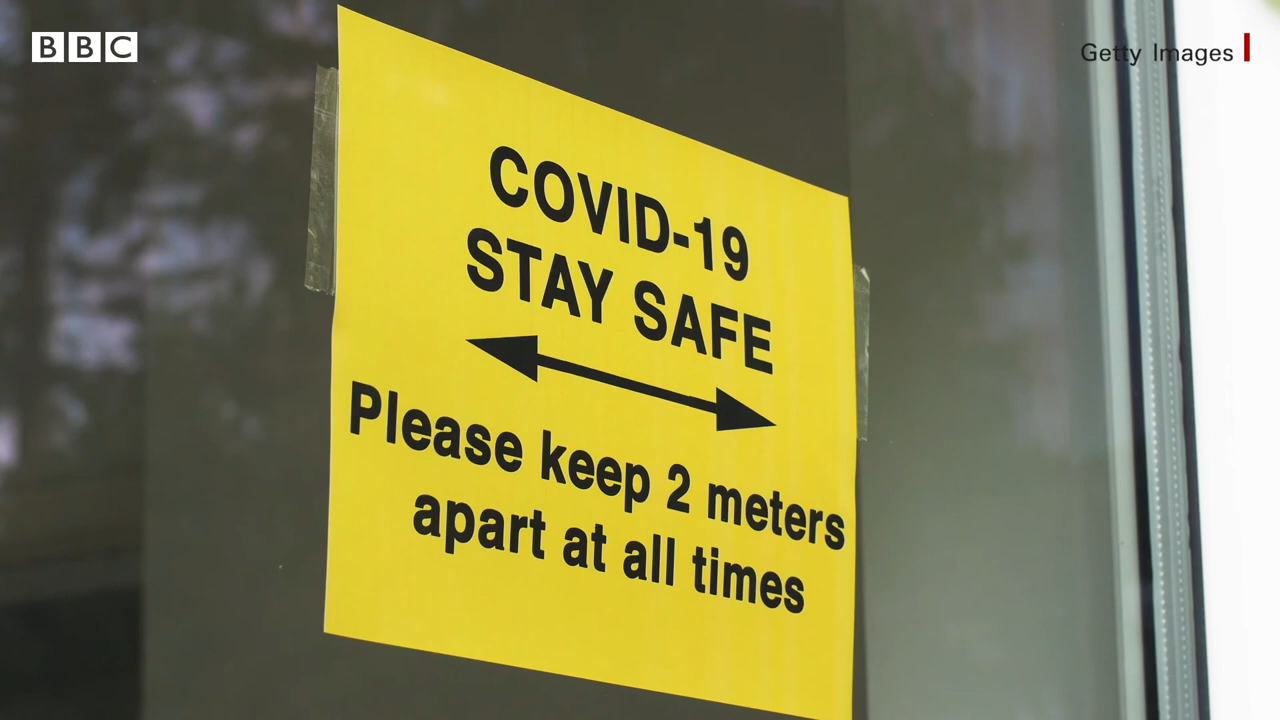 BBC
Getty Images
COVID-19
STAY SAFE
Please keep 2 meters
apart at all times